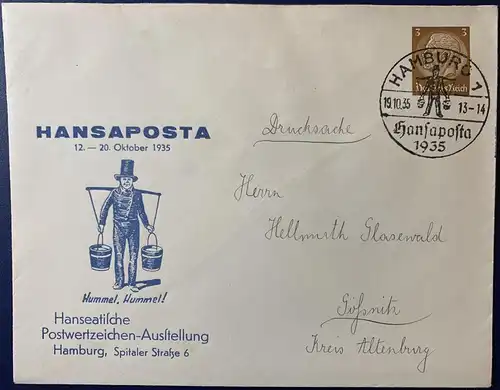 3 3
Deutsches Reich
HAMBURG 1
19.10.35 13-14
Hansaposta
1935
HANSAPOSTA
12. — 20. Oktober 1935
Hummel, Hummel!
Hanseatiſche
Poſtwertzeichen-Ausſtellung
Hamburg, Spitaler Straße 6
Drucksache
Herrn
Hellmuth Glasewald
Gößnitz
Kreis Altenburg